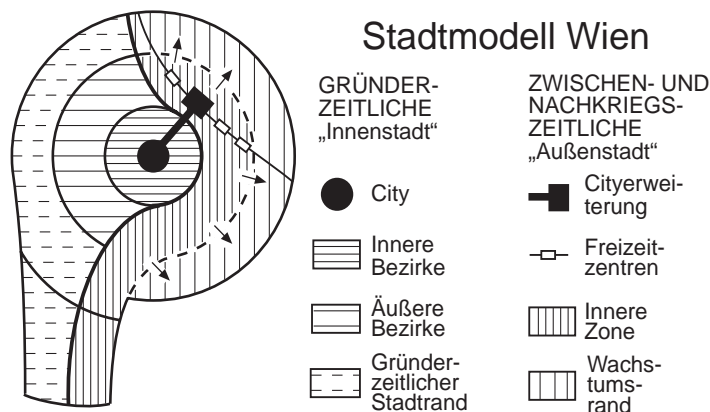 Stadtmodell Wien
GRÜNDER-
ZEITLICHE
„Innenstadt“
City
Innere
Bezirke
Äußere
Bezirke
Gründer-
zeitlicher
Stadtrand
ZWISCHEN- UND
NACHKRIEGS-
ZEITLICHE
„Außenstadt“
Cityerwei-
terung
Freizeit-
zentren
Innere
Zone
Wachs-
tums-
rand